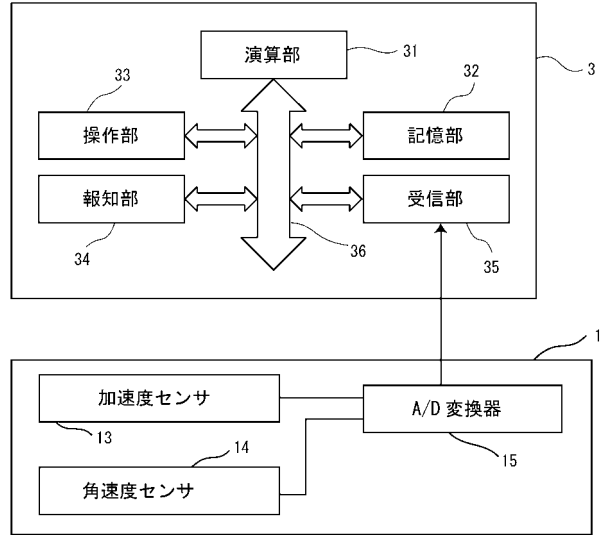 演算部
31
3
33
32
操作部
記憶部
報知部
受信部
34
36
35
1
加速度センサ
A/D変換器
13
14
15
角速度センサ